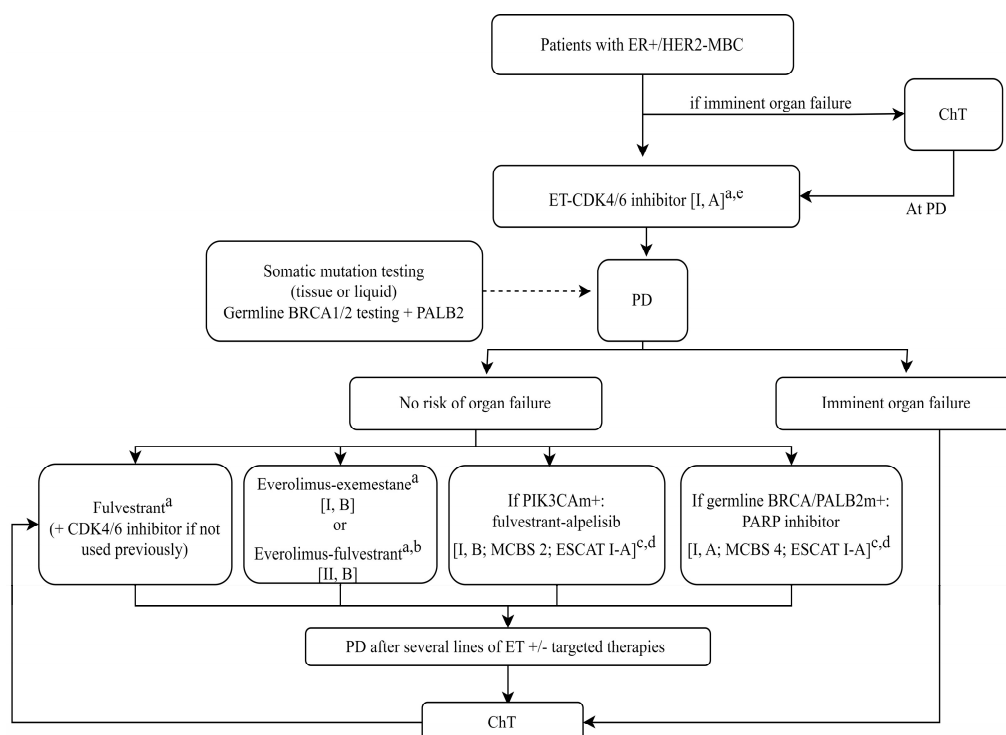 Patients with ER+/HER2-MBC
if imminent organ failure
ChT
ET-CDK4/6 inhibitor [I, A]a,e
At PD
Somatic mutation testing
(tissue or liquid)
Germline BRCA1/2 testing + PALB2
PD
No risk of organ failure
Imminent organ failure
Fulvestranta
(+ CDK4/6 inhibitor if not
used previously)
Everolimus-exemestanea
[I, B]
or
Everolimus-fulvestranta,b
[II, B]
If PIK3CAm+:
fulvestrant-alpelisib
[I, B; MCBS 2; ESCAT I-A]c,d
If germline BRCA/PALB2m+:
PARP inhibitor
[I, A; MCBS 4; ESCAT I-A]c,d
PD after several lines of ET +/- targeted therapies
ChT